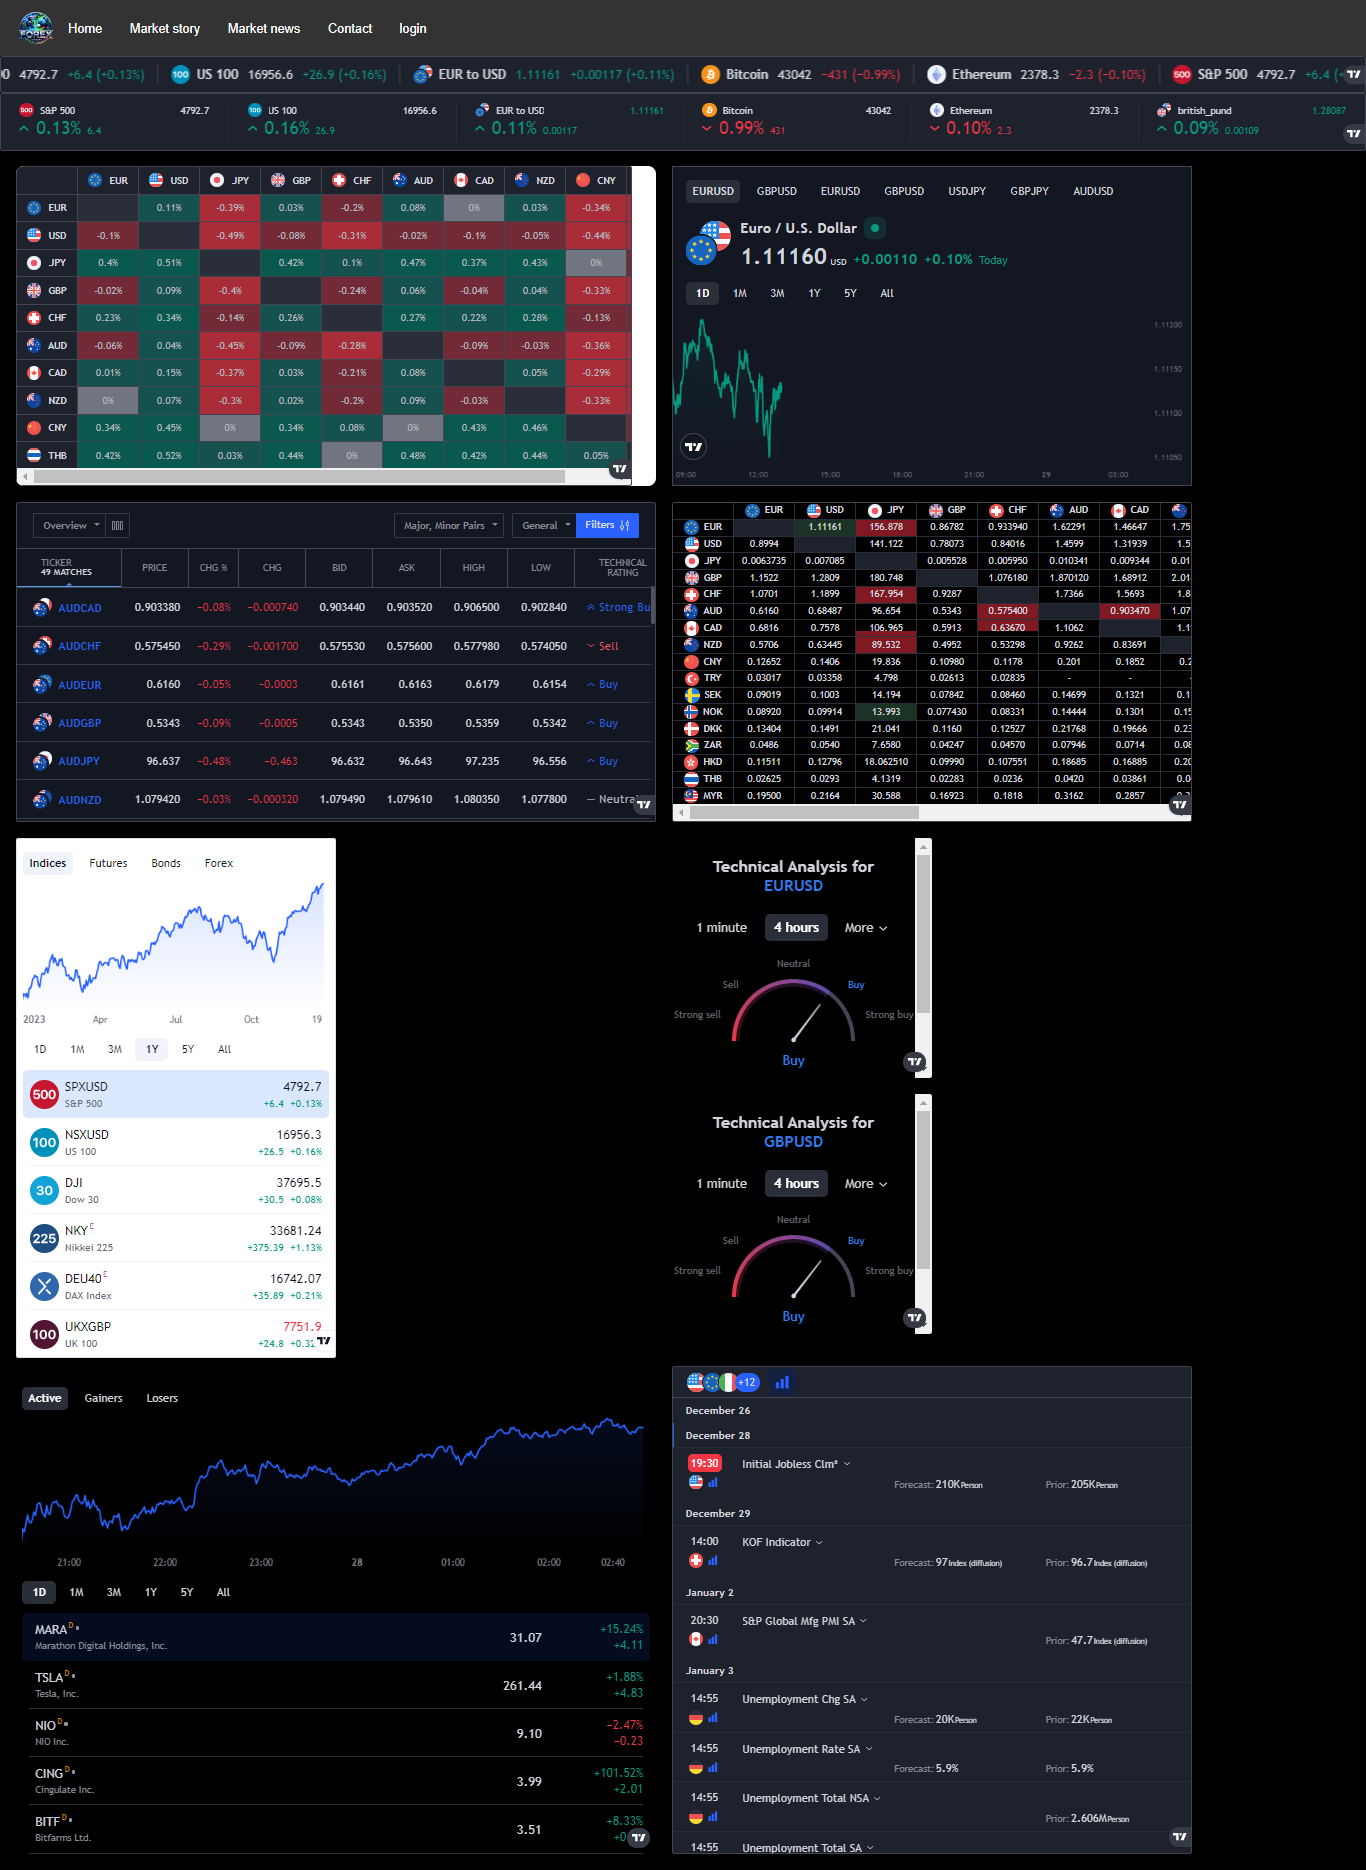 FOREX
Home Market story Market news Contact login
0 4792.7 +6.4 (+0.13%) 100 US 100 16956.6 +26.9 (+0.16%) EUR to USD 1.11161 +0.00117 (+0.11%) Bitcoin 43042 −431 (−0.99%) Ethereum 2378.3 −2.3 (−0.10%) 500 S&P 500 4792.7 +6.4 (+
500 S&P 500 4792.7 100 US 100 16956.6 EUR to USD 1.11161 Bitcoin 43042 Ethereum 2378.3 british_pund 1.28087
0.13% 6.4 0.16% 26.9 0.11% 0.00117 0.99% 431 0.10% 2.3 0.09% 0.00109
EUR USD JPY GBP CHF AUD CAD NZD CNY
EUR 0.11% -0.39% 0.03% -0.2% 0.08% 0% 0.03% -0.34%
USD -0.1% -0.49% -0.08% -0.31% -0.02% -0.1% -0.05% -0.44%
JPY 0.4% 0.51% 0.42% 0.1% 0.47% 0.37% 0.43% 0%
GBP -0.02% 0.09% -0.4% -0.24% 0.06% -0.04% 0.04% -0.33%
CHF 0.23% 0.34% -0.14% 0.26% 0.27% 0.22% 0.28% -0.13%
AUD -0.06% 0.04% -0.45% -0.09% -0.28% -0.09% -0.03% -0.36%
CAD 0.01% 0.15% -0.37% 0.03% -0.21% 0.08% 0.05% -0.29%
NZD 0% 0.07% -0.3% 0.02% -0.2% 0.09% -0.03% -0.33%
CNY 0.34% 0.45% 0% 0.34% 0.08% 0% 0.43% 0.46%
THB 0.42% 0.52% 0.03% 0.44% 0% 0.48% 0.42% 0.44% 0.05%
EURUSD GBPUSD EURUSD GBPUSD USDJPY GBPJPY AUDUSD
Euro / U.S. Dollar
1.11160 USD +0.00110 +0.10% Today
1D 1M 3M 1Y 5Y All
1.11200
1.11150
1.11100
1.11050
09:00 12:00 15:00 18:00 21:00 29 03:00
Overview Major, Minor Pairs General Filters
TICKER PRICE CHG % CHG BID ASK HIGH LOW TECHNICAL
49 MATCHES RATING
AUDCAD 0.903380 −0.08% −0.000740 0.903440 0.903520 0.906500 0.902840 Strong Bu
AUDCHF 0.575450 −0.29% −0.001700 0.575530 0.575600 0.577980 0.574050 Sell
AUDEUR 0.6160 −0.05% −0.0003 0.6161 0.6163 0.6179 0.6154 Buy
AUDGBP 0.5343 −0.09% −0.0005 0.5343 0.5350 0.5359 0.5342 Buy
AUDJPY 96.637 −0.48% −0.463 96.632 96.643 97.235 96.556 Buy
AUDNZD 1.079420 −0.03% −0.000320 1.079490 1.079610 1.080350 1.077800 — Neutral
EUR USD JPY GBP CHF AUD CAD
EUR 1.11161 156.878 0.86782 0.933940 1.62291 1.46647 1.75
USD 0.8994 141.122 0.78073 0.84016 1.4599 1.31939 1.5
JPY 0.0063735 0.007085 0.005528 0.005950 0.010341 0.009344 0.01
GBP 1.1522 1.2809 180.748 1.076180 1.870120 1.68912 2.01
CHF 1.0701 1.1899 167.954 0.9287 1.7366 1.5693 1.8
AUD 0.6160 0.68487 96.654 0.5343 0.575400 0.903470 1.07
CAD 0.6816 0.7578 106.965 0.5913 0.63670 1.1062 1.1
NZD 0.5706 0.63445 89.532 0.4952 0.53298 0.9262 0.83691
CNY 0.12652 0.1406 19.836 0.10980 0.1178 0.201 0.1852 0.2
TRY 0.03017 0.03358 4.798 0.02613 0.02835 - - -
SEK 0.09019 0.1003 14.194 0.07842 0.08460 0.14699 0.1321 0.1
NOK 0.08920 0.09914 13.993 0.077430 0.08331 0.14444 0.1301 0.15
DKK 0.13404 0.1491 21.041 0.1160 0.12527 0.21768 0.19666 0.23
ZAR 0.0486 0.0540 7.6580 0.04247 0.04570 0.07946 0.0714 0.08
HKD 0.11511 0.12796 18.062510 0.09990 0.107551 0.18685 0.16885 0.20
THB 0.02625 0.0293 4.1319 0.02283 0.0236 0.0420 0.03861 0.0
MYR 0.19500 0.2164 30.588 0.16923 0.1818 0.3162 0.2857
Indices Futures Bonds Forex
2023 Apr Jul Oct 19
1D 1M 3M 1Y 5Y All
500 SPXUSD 4792.7
S&P 500 +6.4 +0.13%
100 NSXUSD 16956.3
US 100 +26.5 +0.16%
30 DJI 37695.5
Dow 30 +30.5 +0.08%
225 NKY E 33681.24
Nikkei 225 +375.39 +1.13%
DEU40 E 16742.07
DAX Index +35.89 +0.21%
100 UKXGBP 7751.9
UK 100 +24.8 +0.32
Technical Analysis for
EURUSD
1 minute 4 hours More
Neutral
Sell Buy
Strong sell Strong buy
Buy
Technical Analysis for
GBPUSD
1 minute 4 hours More
Neutral
Sell Buy
Strong sell Strong buy
Buy
Active Gainers Losers
21:00 22:00 23:00 28 01:00 02:00 02:40
1D 1M 3M 1Y 5Y All
MARA D 31.07 +15.24%
Marathon Digital Holdings, Inc. +4.11
TSLA D 261.44 +1.88%
Tesla, Inc. +4.83
NIO D 9.10 −2.47%
NIO Inc. −0.23
CING D 3.99 +101.52%
Cingulate Inc. +2.01
BITF D 3.51 +8.33%
Bitfarms Ltd. +0
+12
December 26
December 28
19:30 Initial Jobless Clm*
Forecast: 210K Person Prior: 205K Person
December 29
14:00 KOF Indicator
Forecast: 97 Index (diffusion) Prior: 96.7 Index (diffusion)
January 2
20:30 S&P Global Mfg PMI SA
Prior: 47.7 Index (diffusion)
January 3
14:55 Unemployment Chg SA
Forecast: 20K Person Prior: 22K Person
14:55 Unemployment Rate SA
Forecast: 5.9% Prior: 5.9%
14:55 Unemployment Total NSA
Prior: 2.606M Person
14:55 Unemployment Total SA